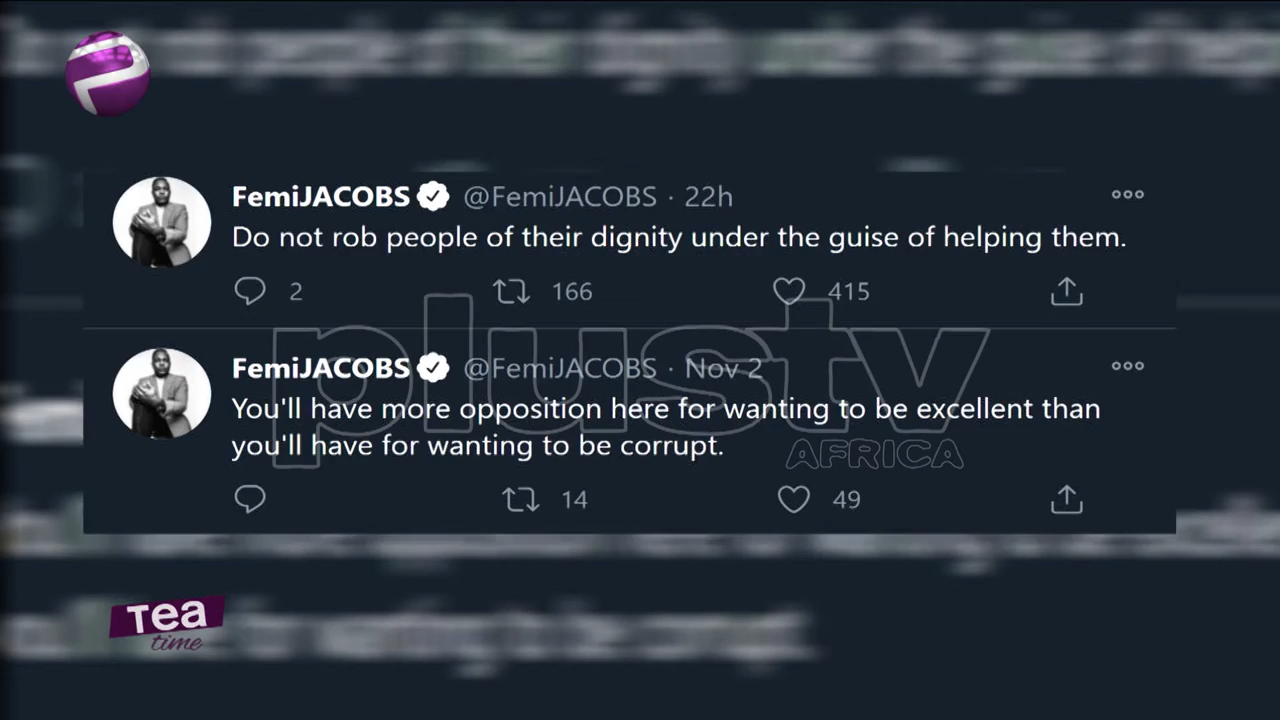 FemiJACOBS @FemiJACOBS · 22h
Do not rob people of their dignity under the guise of helping them.
2 166 415
plustv
AFRICA
FemiJACOBS @FemiJACOBS · Nov 2
You'll have more opposition here for wanting to be excellent than
you'll have for wanting to be corrupt.
14 49
Tea
time